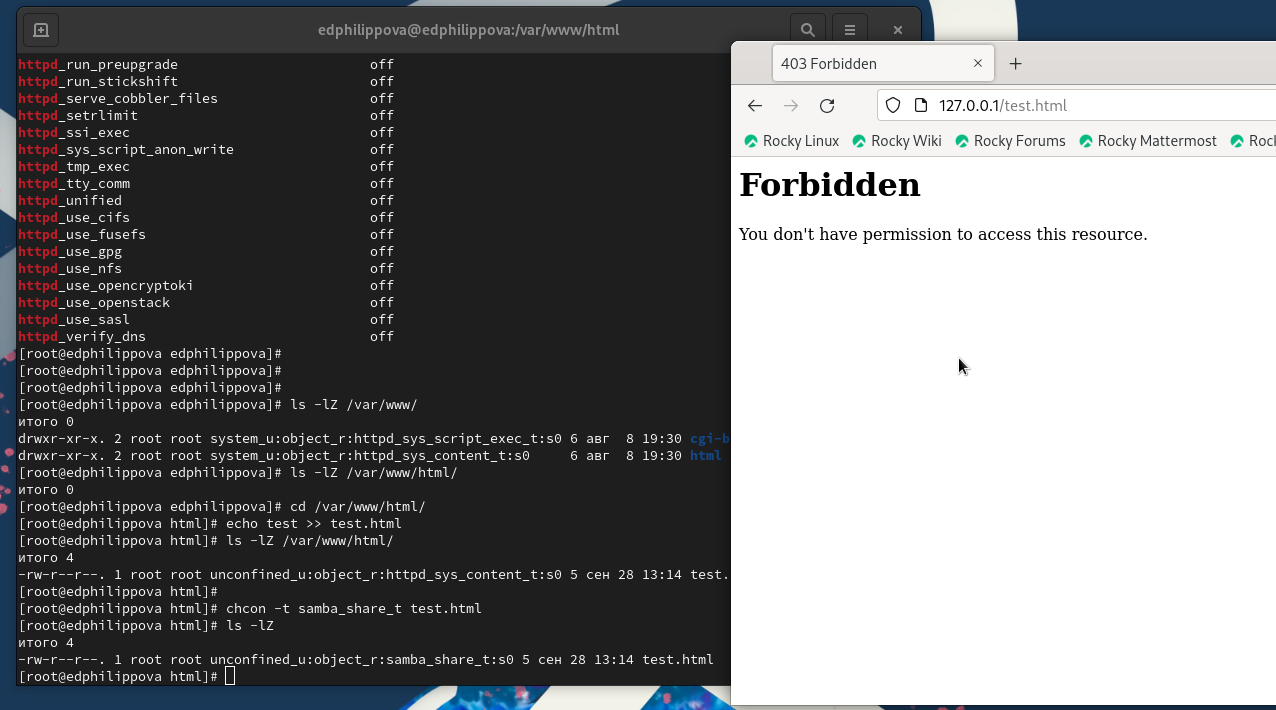 edphilippova@edphilippova:/var/www/html
httpd_run_preupgrade off
httpd_run_stickshift off
httpd_serve_cobbler_files off
httpd_setrlimit off
httpd_ssi_exec off
httpd_sys_script_anon_write off
httpd_tmp_exec off
httpd_tty_comm off
httpd_unified off
httpd_use_cifs off
httpd_use_fusefs off
httpd_use_gpg off
httpd_use_nfs off
httpd_use_opencryptoki off
httpd_use_openstack off
httpd_use_sasl off
httpd_verify_dns off
[root@edphilippova edphilippova]#
[root@edphilippova edphilippova]#
[root@edphilippova edphilippova]#
[root@edphilippova edphilippova]# ls -lZ /var/www/
итого 0
drwxr-xr-x. 2 root root system_u:object_r:httpd_sys_script_exec_t:s0 6 авг 8 19:30 cgi-b
drwxr-xr-x. 2 root root system_u:object_r:httpd_sys_content_t:s0 6 авг 8 19:30 html
[root@edphilippova edphilippova]# ls -lZ /var/www/html/
итого 0
[root@edphilippova edphilippova]# cd /var/www/html/
[root@edphilippova html]# echo test >> test.html
[root@edphilippova html]# ls -lZ /var/www/html/
итого 4
-rw-r--r--. 1 root root unconfined_u:object_r:httpd_sys_content_t:s0 5 сен 28 13:14 test.
[root@edphilippova html]#
[root@edphilippova html]# chcon -t samba_share_t test.html
[root@edphilippova html]# ls -lZ
итого 4
-rw-r--r--. 1 root root unconfined_u:object_r:samba_share_t:s0 5 сен 28 13:14 test.html
[root@edphilippova html]#
403 Forbidden
127.0.0.1/test.html
Rocky Linux Rocky Wiki Rocky Forums Rocky Mattermost Rock
Forbidden
You don't have permission to access this resource.